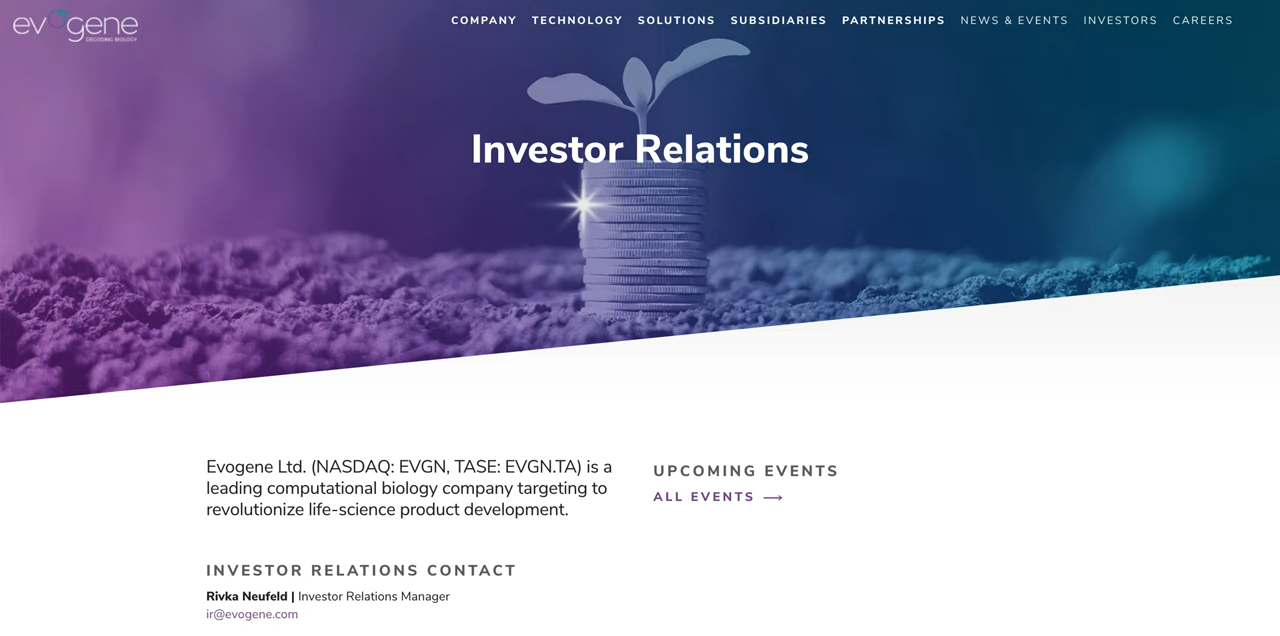 evogene
DECODING BIOLOGY
COMPANY TECHNOLOGY SOLUTIONS SUBSIDIARIES PARTNERSHIPS NEWS & EVENTS INVESTORS CAREERS
Investor Relations
Evogene Ltd. (NASDAQ: EVGN, TASE: EVGN.TA) is a
leading computational biology company targeting to
revolutionize life-science product development.
UPCOMING EVENTS
ALL EVENTS ⟶
INVESTOR RELATIONS CONTACT
Rivka Neufeld | Investor Relations Manager
ir@evogene.com